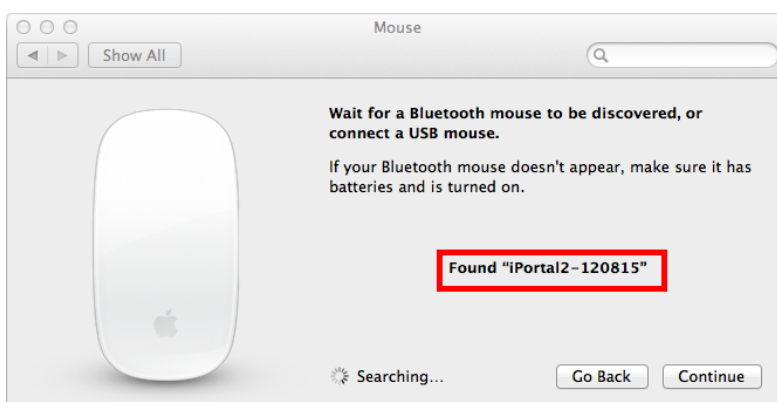 Mouse
Show All
Wait for a Bluetooth mouse to be discovered, or
connect a USB mouse.
If your Bluetooth mouse doesn't appear, make sure it has
batteries and is turned on.
Found “iPortal2-120815”
Searching...
Go Back
Continue